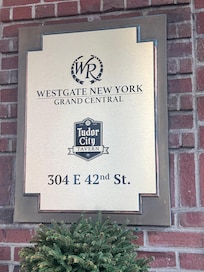 WR
WESTGATE NEW YORK
GRAND CENTRAL
Tudor
City
TAVERN
304 E 42nd St.